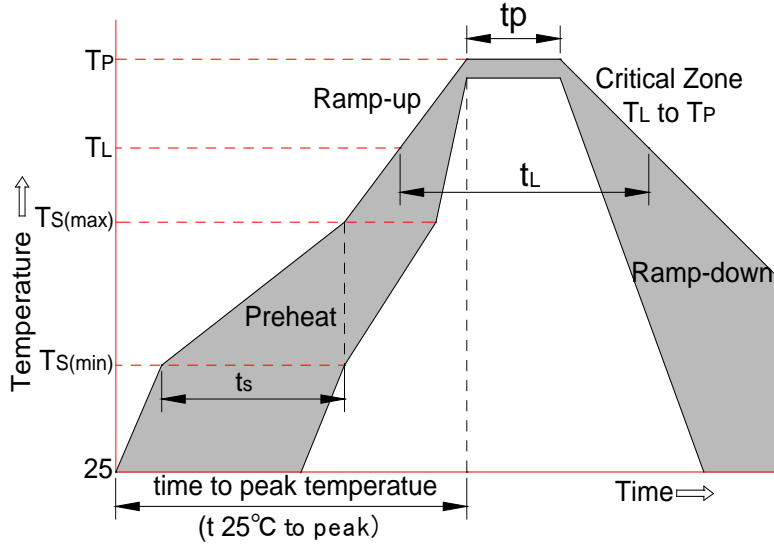 tp
TP
Critical Zone
TL to TP
Ramp-up
TL
tL
TS(max)
Temperature
Ramp-down
Preheat
TS(min)
ts
25
time to peak temperatue
Time
(t 25℃ to peak)